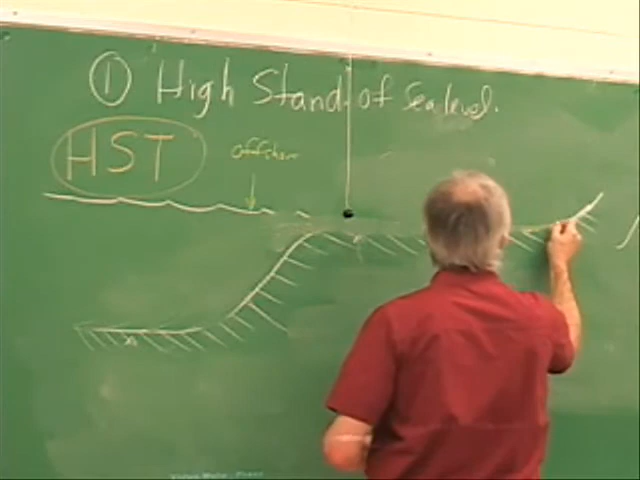 ① High Stand of Sea level.
HST
offshore